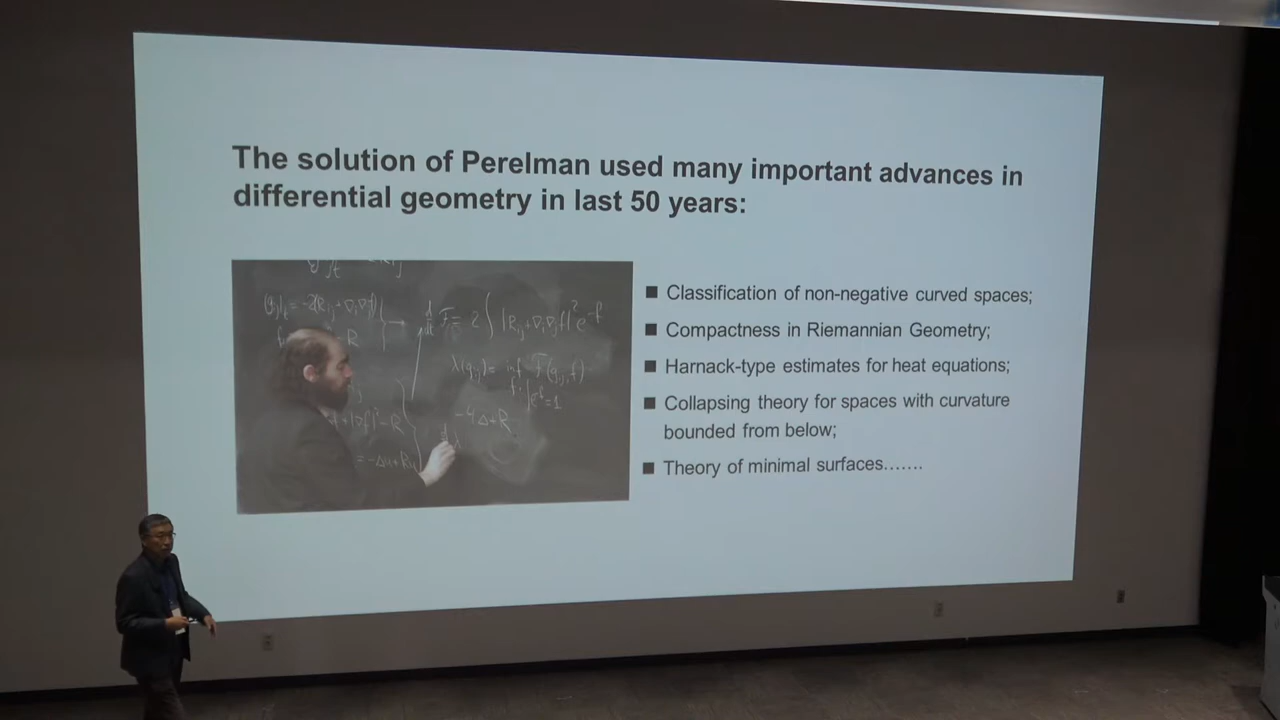 The solution of Perelman used many important advances in
differential geometry in last 50 years:
■ Classification of non-negative curved spaces;
■ Compactness in Riemannian Geometry;
■ Harnack-type estimates for heat equations;
■ Collapsing theory for spaces with curvature
bounded from below;
■ Theory of minimal surfaces…….